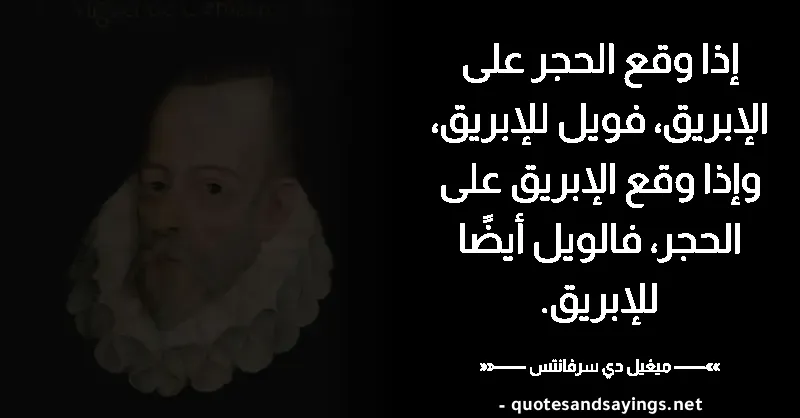 إذا وقع الحجر على
الإبريق، فويل للإبريق،
وإذا وقع الإبريق على
الحجر، فالويل أيضًا
للإبريق.
»—— ميغيل دي سرفانتس ——»»
- quotesandsayings.net